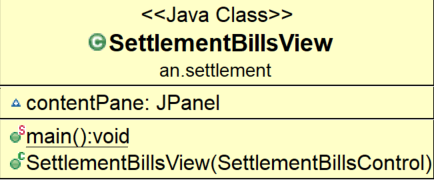 <<Java Class>>
SettlementBillsView
an.settlement
contentPane: JPanel
main():void
SettlementBillsView(SettlementBillsControl)